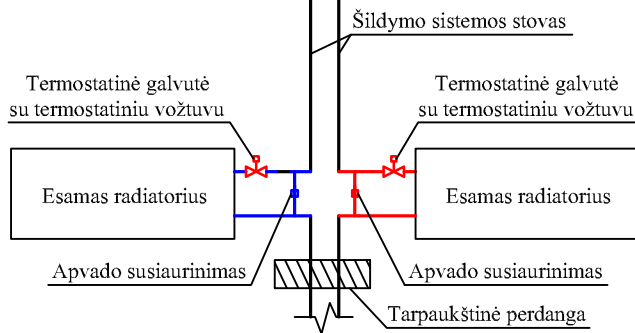 Šildymo sistemos stovas
Termostatinė galvutė
su termostatiniu vožtuvu
Termostatinė galvutė
su termostatiniu vožtuvu
Esamas radiatorius
Esamas radiatorius
Apvado susiaurinimas
Apvado susiaurinimas
Tarpaukštinė perdanga